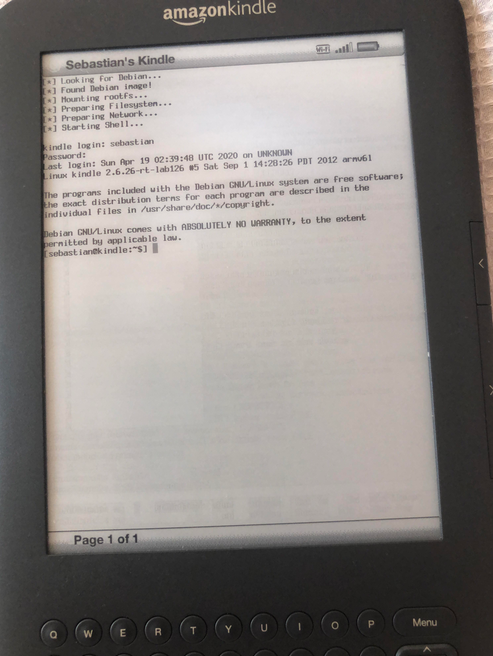 amazonkindle
Sebastian's Kindle
Wi-Fi
[*] Looking For Debian...
[*] Found Debian image!
[*] Mounting rootfs...
[*] Preparing Filesystem...
[*] Preparing Network...
[*] Starting Shell...
kindle login: sebastian
Password:
Last login: Sun Apr 19 02:39:48 UTC 2020 on UNKNOWN
Linux kindle 2.6.26-rt-lab126 #5 Sat Sep 1 14:28:26 PDT 2012 armv6l
The programs included with the Debian GNU/Linux system are free software;
the exact distribution terms for each program are described in the
individual files in /usr/share/doc/*/copyright.
Debian GNU/Linux comes with ABSOLUTELY NO WARRANTY, to the extent
permitted by applicable law.
[sebastian@kindle:~$]
Page 1 of 1
Q W E R T Y U I O P Menu